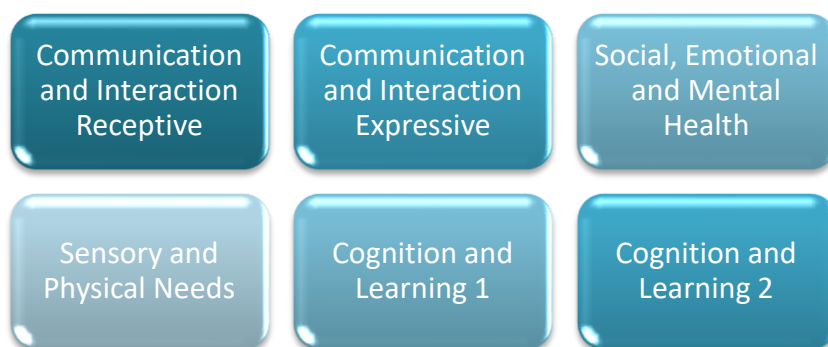 Communication
and Interaction
Receptive
Communication
and Interaction
Expressive
Social, Emotional
and Mental
Health
Sensory and
Physical Needs
Cognition and
Learning 1
Cognition and
Learning 2